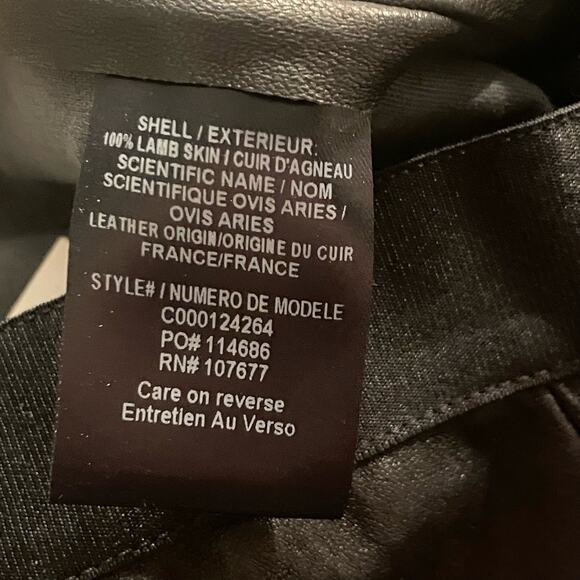 SHELL / EXTERIEUR:
100% LAMB SKIN / CUIR D'AGNEAU
SCIENTIFIC NAME / NOM
SCIENTIFIQUE OVIS ARIES /
OVIS ARIES
LEATHER ORIGIN/ORIGINE DU CUIR
FRANCE/FRANCE
STYLE# / NUMERO DE MODELE
C000124264
PO# 114686
RN# 107677
Care on reverse
Entretien Au Verso